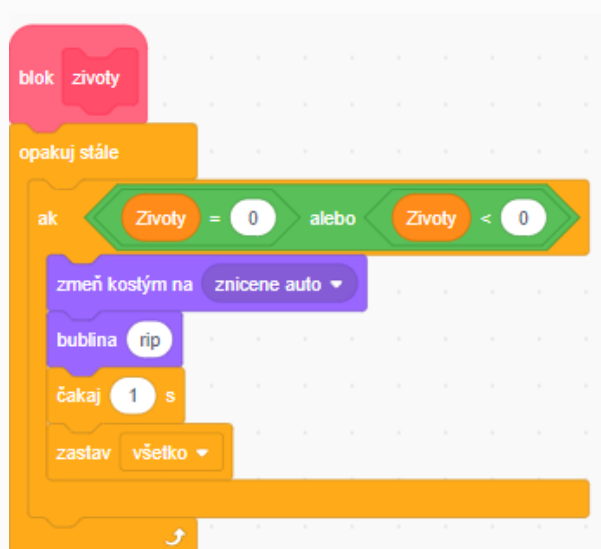 blok zivoty
opakuj stále
ak Zivoty = 0 alebo Zivoty < 0
zmeň kostým na znicene auto
bublina rip
čakaj 1 s
zastav všetko